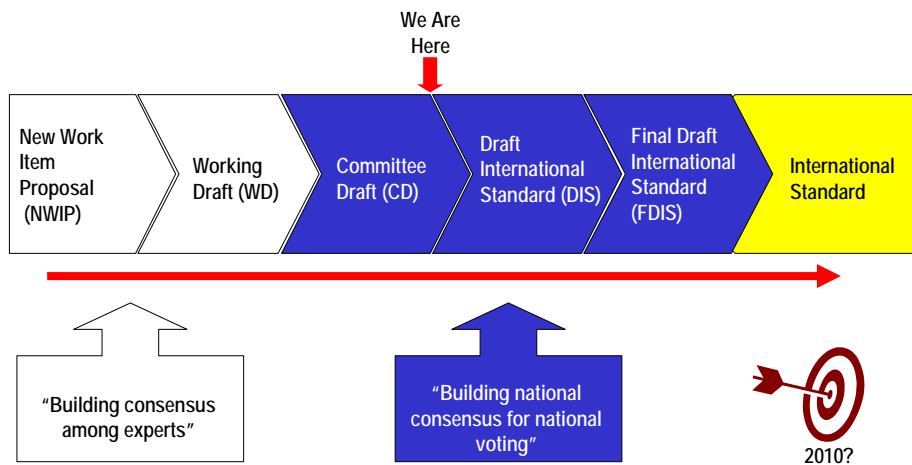 We Are
Here
New Work
Item
Proposal
(NWIP)
Working
Draft (WD)
Committee
Draft (CD)
Draft
International
Standard (DIS)
Final Draft
International
Standard
(FDIS)
International
Standard
“Building consensus
among experts”
“Building national
consensus for national
voting”
2010?